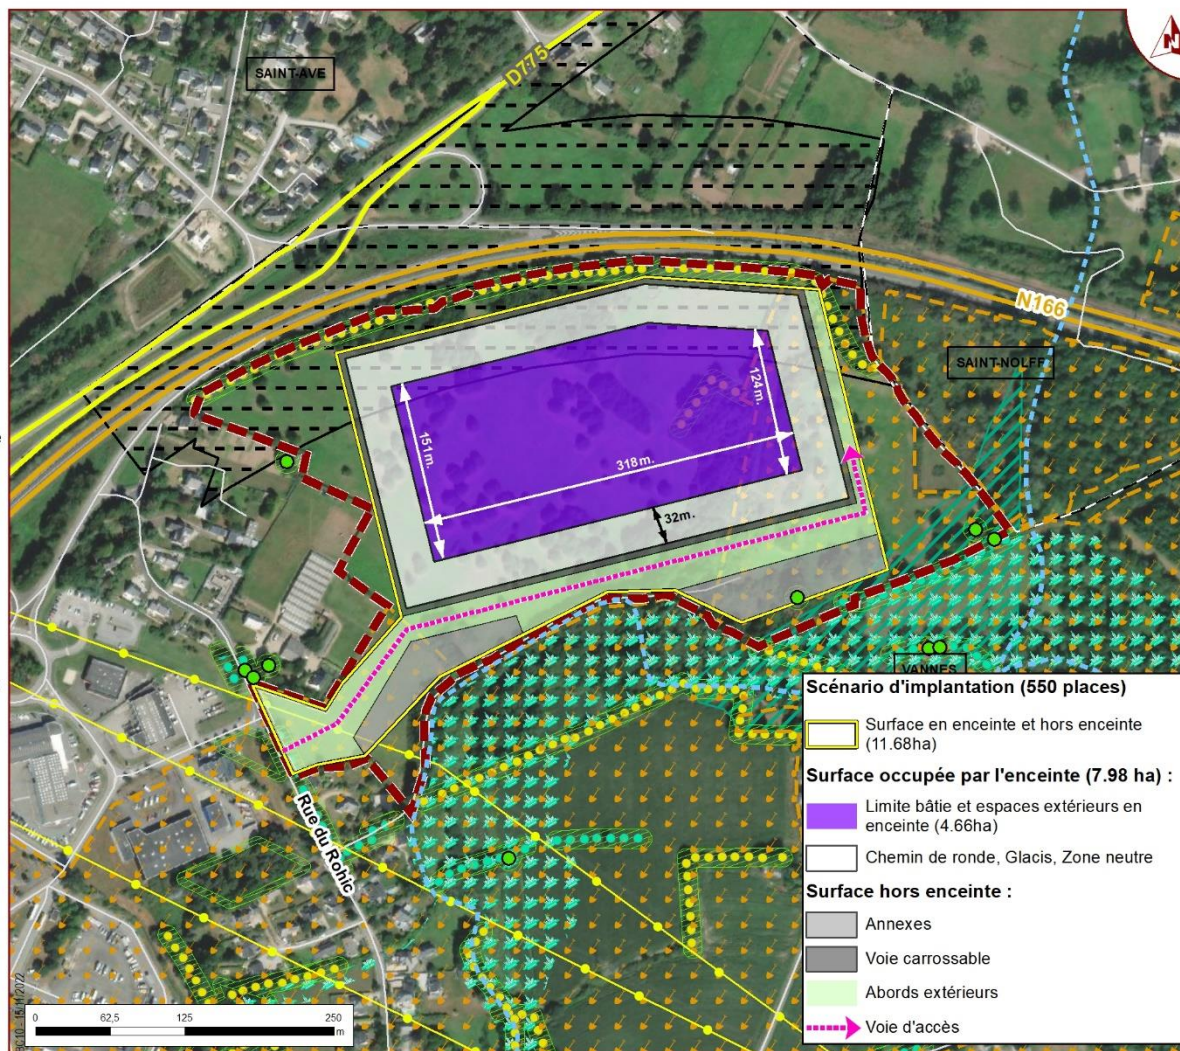 SAINT-AVE
D775
N
N166
SAINT-NOLFF
151m.
124m.
318m.
32m.
VANNES
Rue du Rohic
Scénario d'implantation (550 places)
Surface en enceinte et hors enceinte
(11.68ha)
Surface occupée par l'enceinte (7.98 ha) :
Limite bâtie et espaces extérieurs en
enceinte (4.66ha)
Chemin de ronde, Glacis, Zone neutre
Surface hors enceinte :
Annexes
Voie carrossable
Abords extérieurs
Voie d'accès
0 62,5 125 250
m